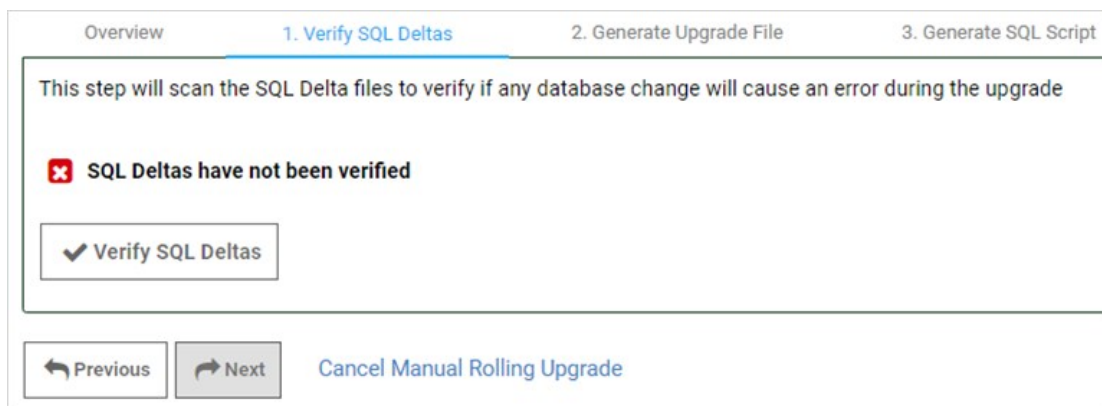 Overview
1. Verify SQL Deltas
2. Generate Upgrade File
3. Generate SQL Script
This step will scan the SQL Delta files to verify if any database change will cause an error during the upgrade
SQL Deltas have not been verified
Verify SQL Deltas
Previous
Next
Cancel Manual Rolling Upgrade